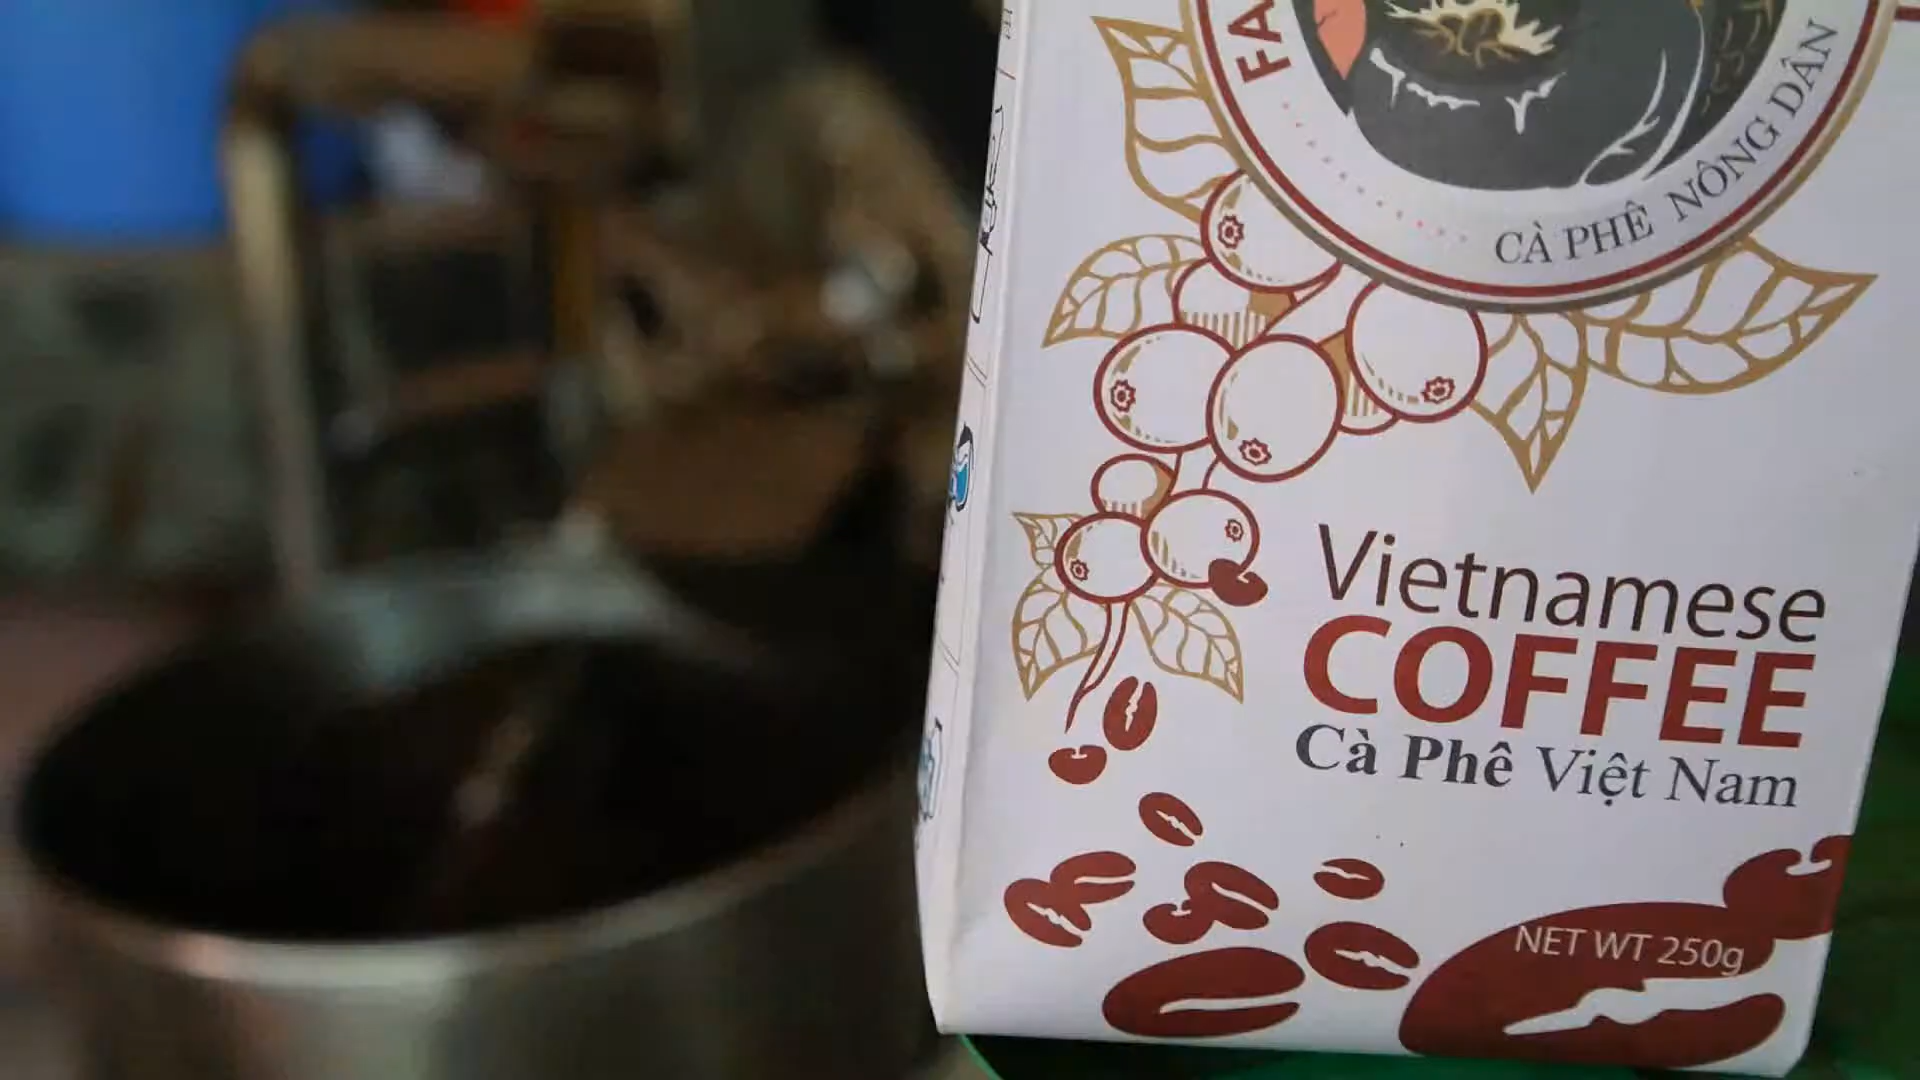 CÀ PHÊ NÔNG DÂN
Vietnamese
COFFEE
Cà Phê Việt Nam
NET WT 250g